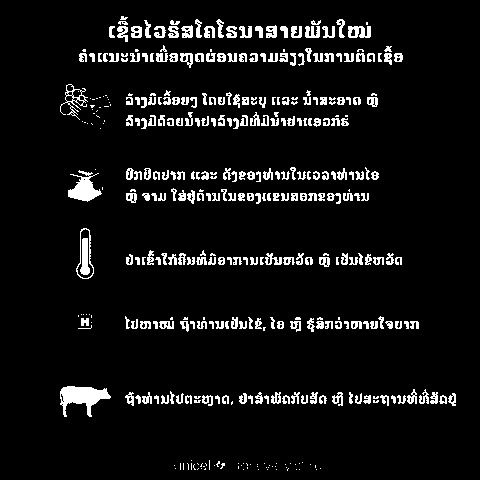 ເຊື້ອໄວຣັສໂຄໂຣນາສາຍພັນໃໝ່
ຄຳແນະນຳເພື່ອຫຼຸດຜ່ອນຄວາມສ່ຽງໃນການຕິດເຊື້ອ
ລ້າງມືເລື້ອຍໆ ໂດຍໃຊ້ສະບູ ແລະ ນ້ຳສະອາດ ຫຼື
ລ້າງມືດ້ວຍນ້ຳຢາລ້າງມືທີ່ມີນ້ຳຢາແອວກໍຮໍ
ປົກປິດປາກ ແລະ ດັງຂອງທ່ານໃນເວລາທ່ານໄອ
ຫຼື ຈາມ ໃສ່ຢູ່ດ້ານໃນຂອງແຂນສອກຂອງທ່ານ
ຢ່າເຂົ້າໃກ້ຄົນທີ່ມີອາການເປັນຫວັດ ຫຼື ເປັນໄຂ້ຫວັດ
H
ໄປຫາໝໍ ຖ້າທ່ານເປັນໄຂ້, ໄອ ຫຼື ຮູ້ສຶກວ່າຫາຍໃຈຍາກ
ຖ້າທ່ານໄປຕະຫຼາດ, ຢ່າສຳພັດກັບສັດ ຫຼື ໄປສະຖານທີ່ທີ່ສັດຢູ່
unicef